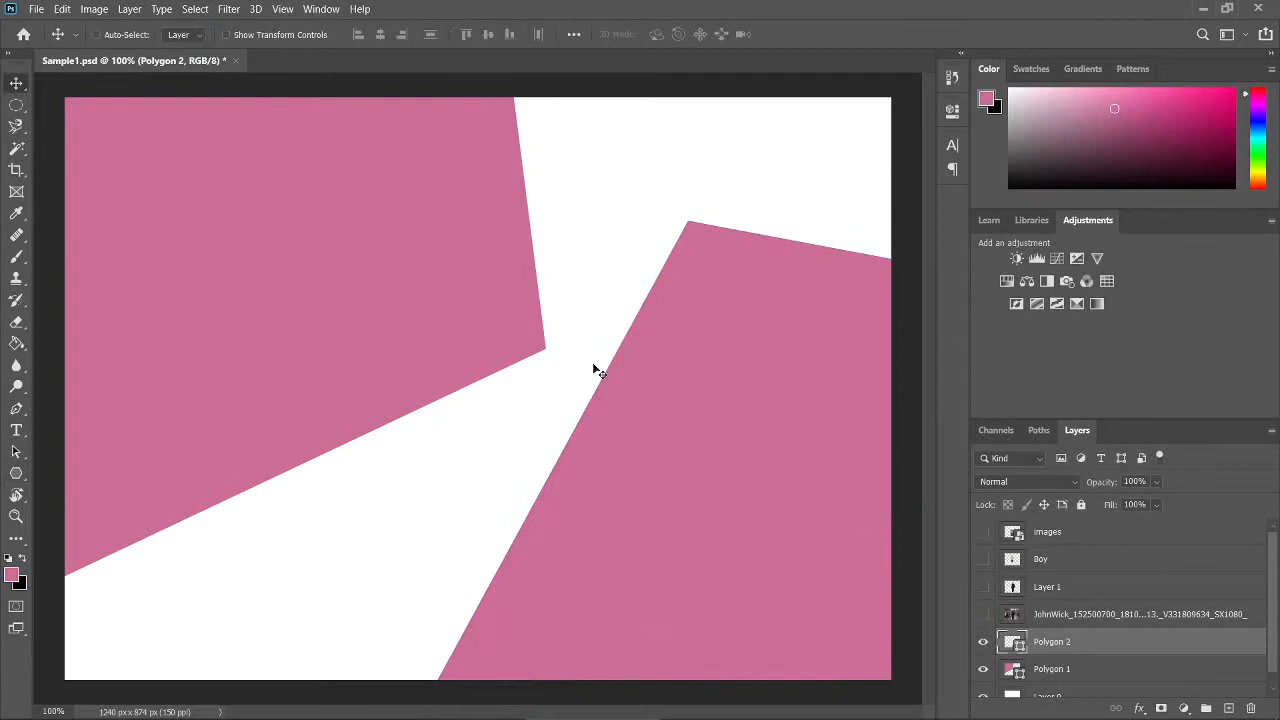 Ps File Edit Image Layer Type Select Filter 3D View Window Help
Auto-Select: Layer Show Transform Controls 3D Mode:
Sample1.psd @ 100% (Polygon 2, RGB/8) *
Color Swatches Gradients Patterns
Learn Libraries Adjustments
Add an adjustment
Channels Paths Layers
Kind
Normal Opacity: 100%
Lock: Fill: 100%
images
Boy
Layer 1
JohnWick_152500700_1810...13._V331809634_SX1080_
Polygon 2
Polygon 1
Layer 0
100% 1240 px x 874 px (150 ppi)